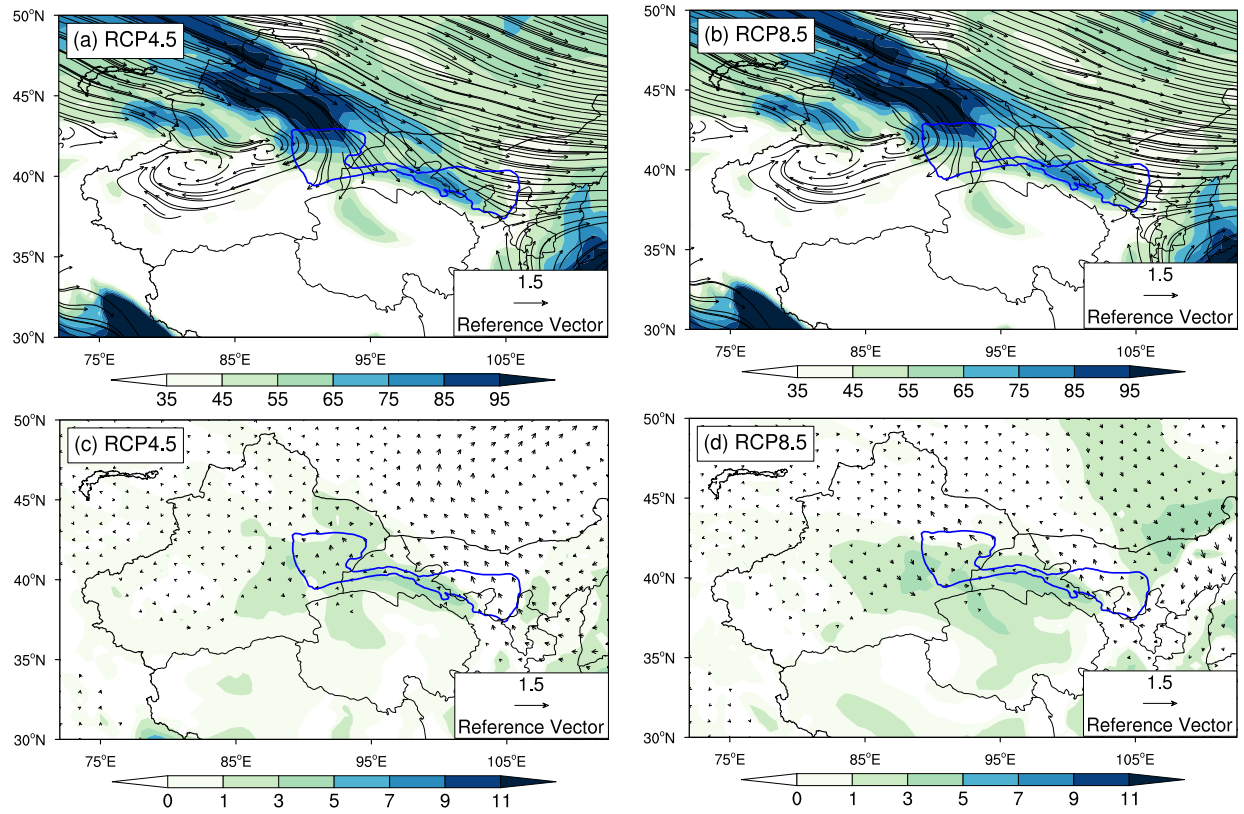 50°N
(a) RCP4.5
45°N
40°N
35°N
30°N
1.5
Reference Vector
75°E 85°E 95°E 105°E
35 45 55 65 75 85 95
50°N
(b) RCP8.5
45°N
40°N
35°N
30°N
1.5
Reference Vector
75°E 85°E 95°E 105°E
35 45 55 65 75 85 95
50°N
(c) RCP4.5
45°N
40°N
35°N
30°N
1.5
Reference Vector
75°E 85°E 95°E 105°E
0 1 3 5 7 9 11
50°N
(d) RCP8.5
45°N
40°N
35°N
30°N
1.5
Reference Vector
75°E 85°E 95°E 105°E
0 1 3 5 7 9 11